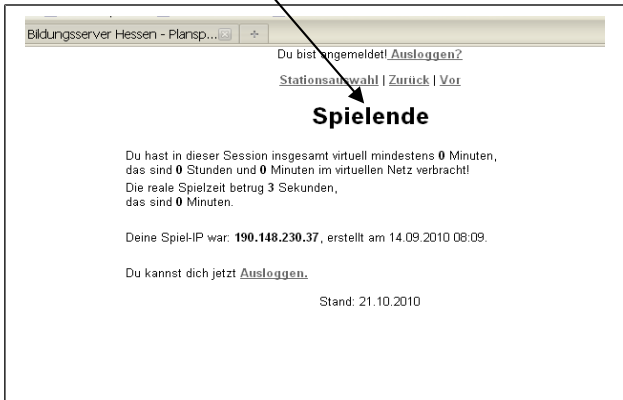 Bildungsserver Hessen - Plansp...
Du bist angemeldet! Ausloggen?
Stationsauswahl | Zurück | Vor
Spielende
Du hast in dieser Session insgesamt virtuell mindestens 0 Minuten,
das sind 0 Stunden und 0 Minuten im virtuellen Netz verbracht!
Die reale Spielzeit betrug 3 Sekunden,
das sind 0 Minuten.
Deine Spiel-IP war: 190.148.230.37, erstellt am 14.09.2010 08:09.
Du kannst dich jetzt Ausloggen.
Stand: 21.10.2010